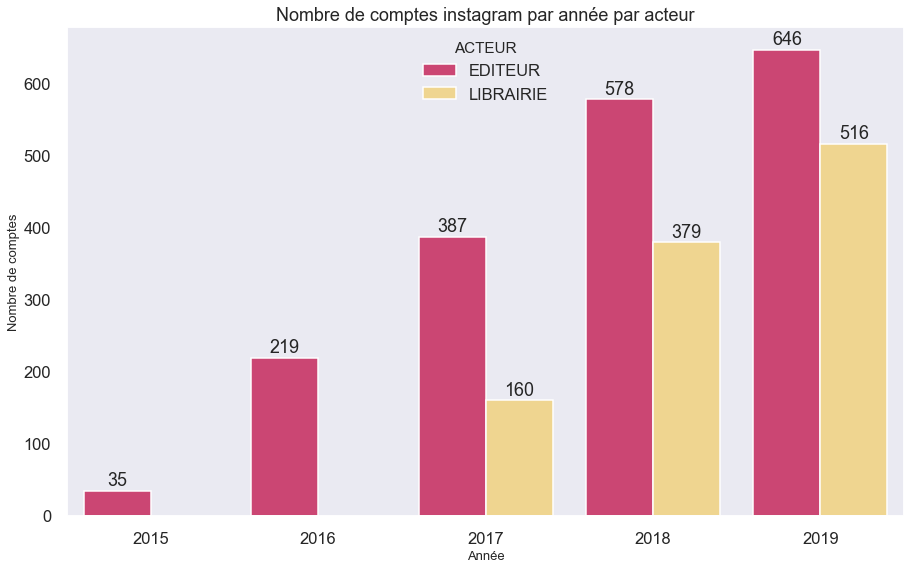 Nombre de comptes instagram par année par acteur
ACTEUR
EDITEUR
LIBRAIRIE
Nombre de comptes
600
500
400
300
200
100
0
35
219
387
160
578
379
646
516
2015 2016 2017 2018 2019
Année